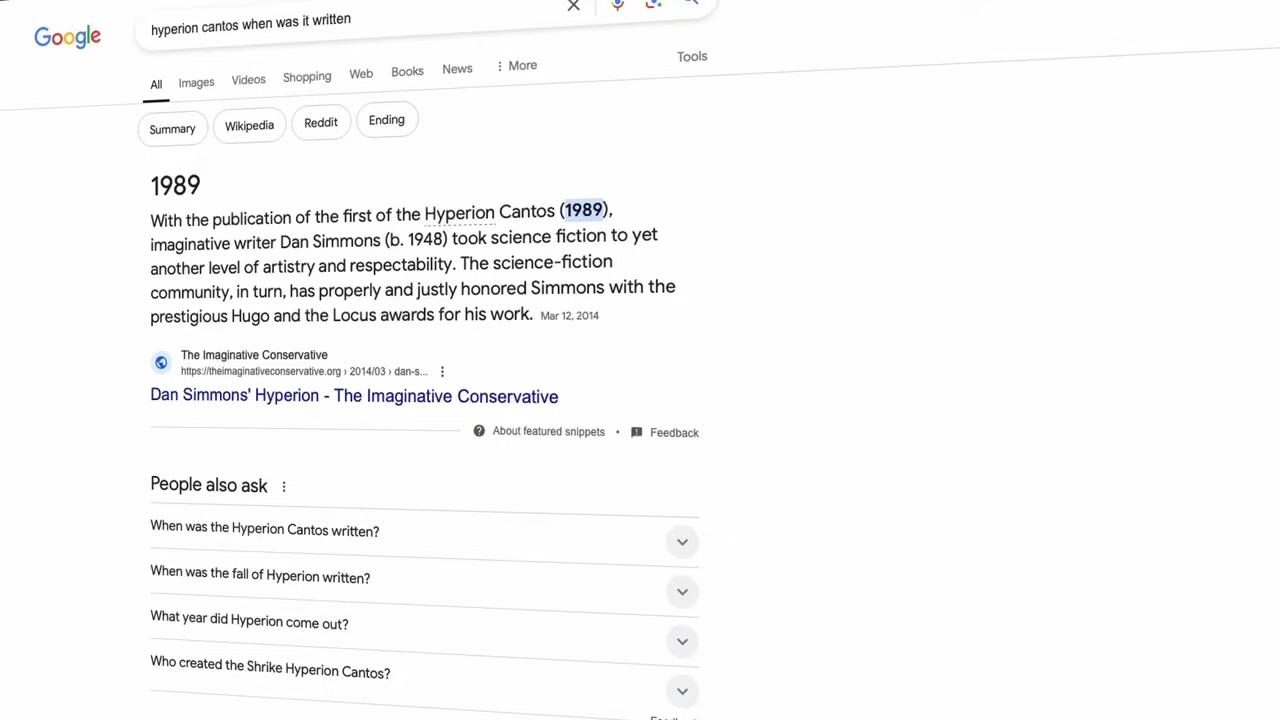 Google
hyperion cantos when was it written
All Images Videos Shopping Web Books News More Tools
Summary Wikipedia Reddit Ending
1989
With the publication of the first of the Hyperion Cantos (1989),
imaginative writer Dan Simmons (b. 1948) took science fiction to yet
another level of artistry and respectability. The science-fiction
community, in turn, has properly and justly honored Simmons with the
prestigious Hugo and the Locus awards for his work. Mar 12, 2014
The Imaginative Conservative
https://theimaginativeconservative.org › 2014/03 › dan-s...
Dan Simmons' Hyperion - The Imaginative Conservative
About featured snippets • Feedback
People also ask
When was the Hyperion Cantos written?
When was the fall of Hyperion written?
What year did Hyperion come out?
Who created the Shrike Hyperion Cantos?